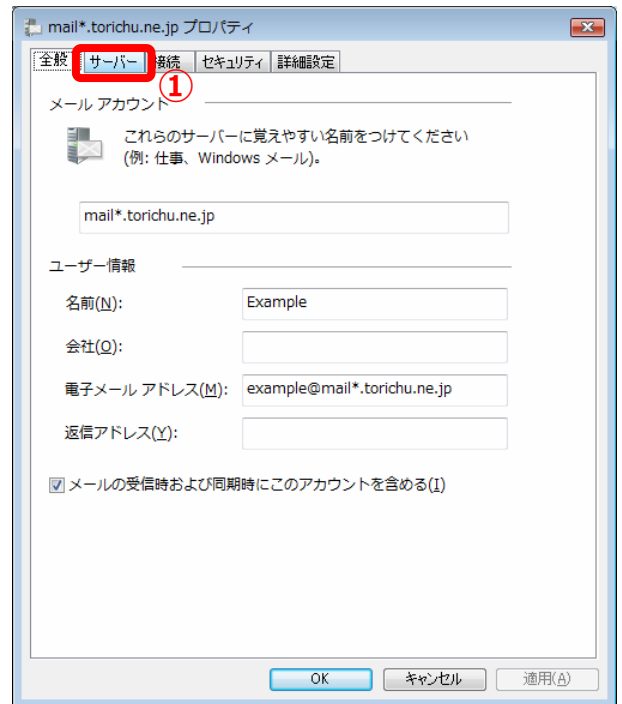 mail*.torichu.ne.jp プロパティ
全般 サーバー 接続 セキュリティ 詳細設定
①
メール アカウント
これらのサーバーに覚えやすい名前をつけてください
(例: 仕事、Windows メール)。
mail*.torichu.ne.jp
ユーザー情報
名前(N): Example
会社(O):
電子メール アドレス(M): example@mail*.torichu.ne.jp
返信アドレス(Y):
メールの受信時および同期時にこのアカウントを含める(I)
OK キャンセル 適用(A)